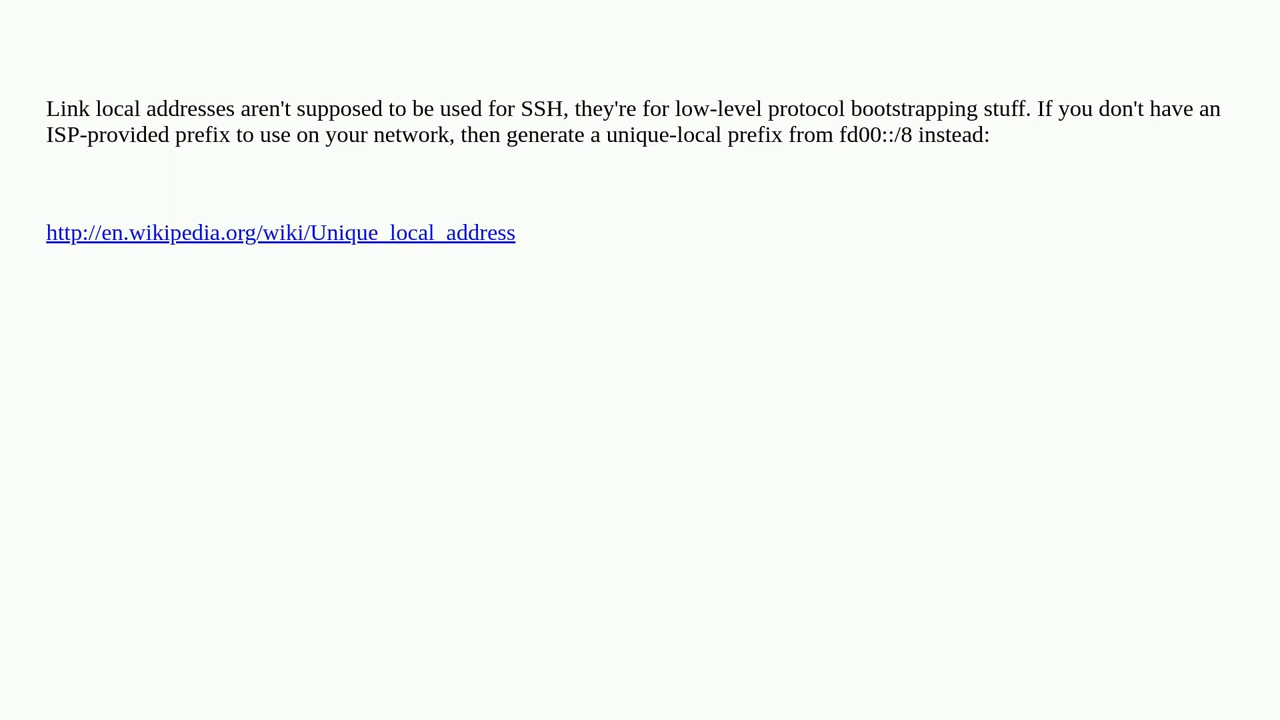 Link local addresses aren't supposed to be used for SSH, they're for low-level protocol bootstrapping stuff. If you don't have an
ISP-provided prefix to use on your network, then generate a unique-local prefix from fd00::/8 instead:
http://en.wikipedia.org/wiki/Unique_local_address